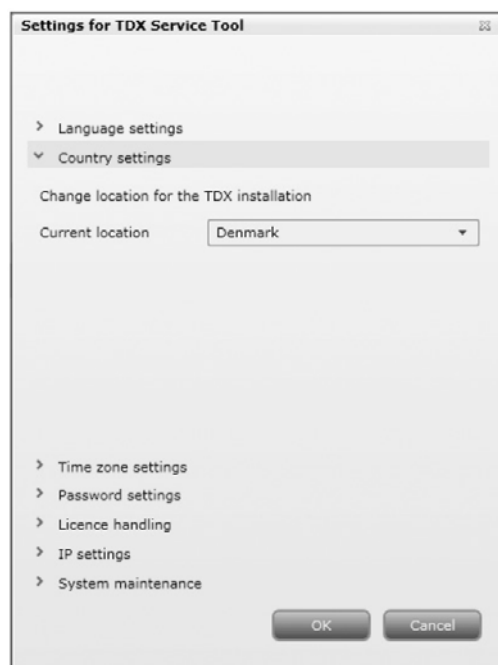 Settings for TDX Service Tool
Language settings
Country settings
Change location for the TDX installation
Current location Denmark
Time zone settings
Password settings
Licence handling
IP settings
System maintenance
OK Cancel